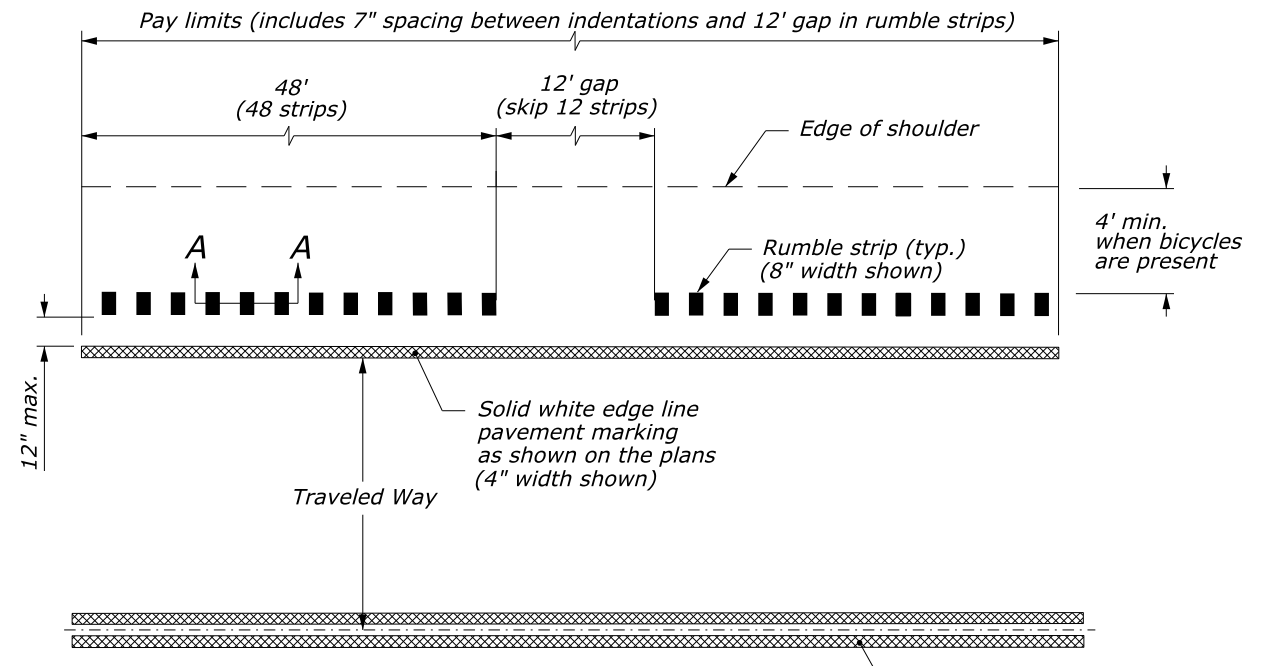 Pay limits (includes 7" spacing between indentations and 12' gap in rumble strips)
48'
(48 strips)
12' gap
(skip 12 strips)
Edge of shoulder
4' min.
when bicycles
are present
A A
Rumble strip (typ.)
(8" width shown)
12" max.
Solid white edge line
pavement marking
as shown on the plans
(4" width shown)
Traveled Way